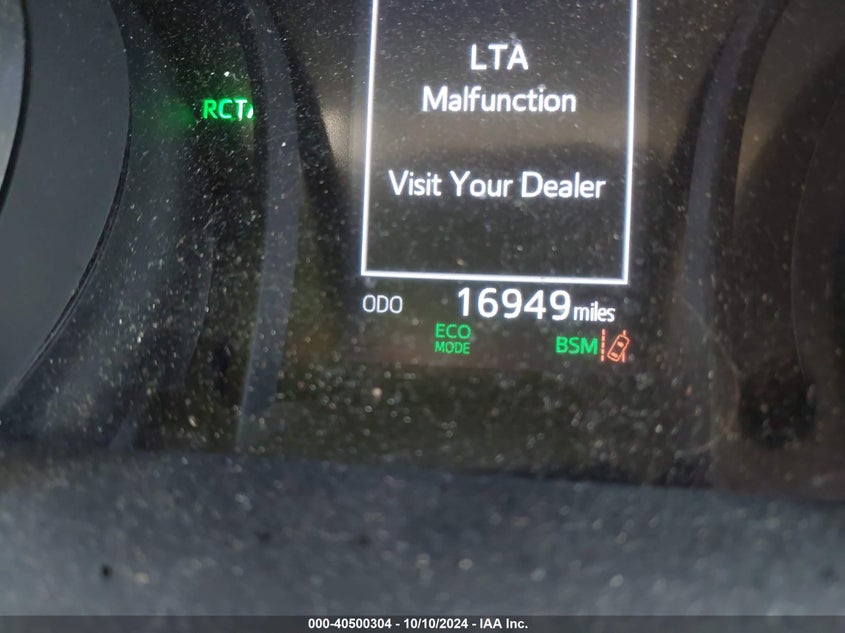 LTA
Malfunction
RCTA
Visit Your Dealer
ODO 16949 miles
ECO
MODE
BSM
000-40500304 - 10/10/2024 - IAA Inc.